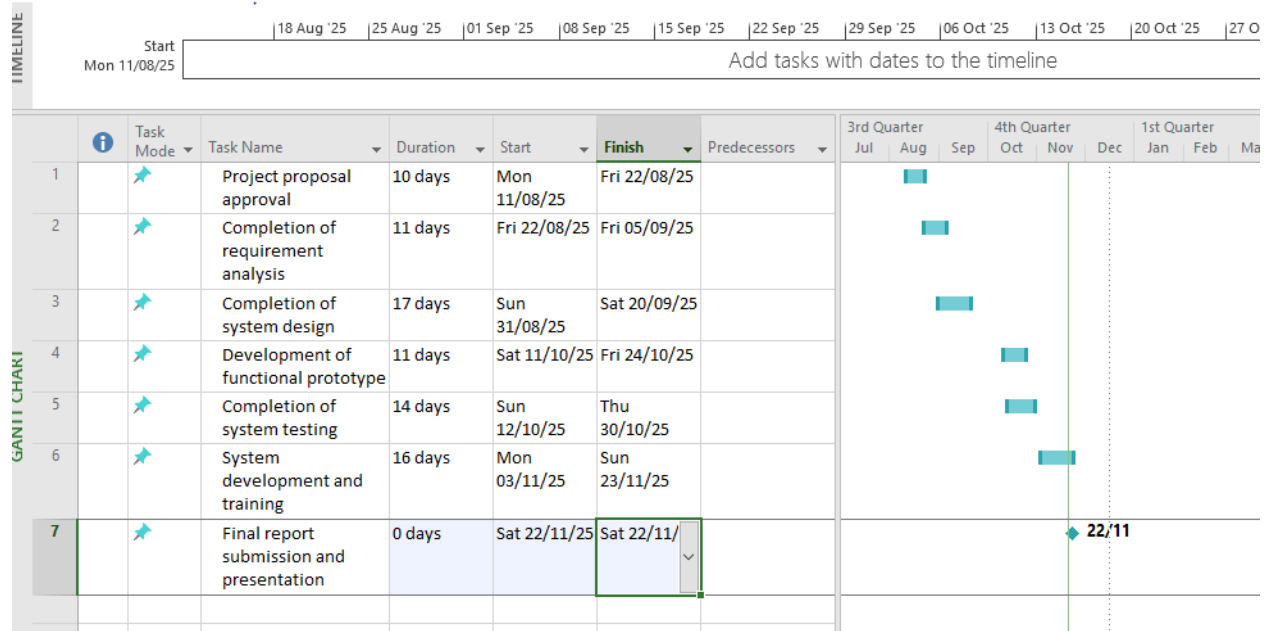 TIMELINE
18 Aug '25 25 Aug '25 01 Sep '25 08 Sep '25 15 Sep '25 22 Sep '25 29 Sep '25 06 Oct '25 13 Oct '25 20 Oct '25 27 O
Start
Mon 11/08/25
Add tasks with dates to the timeline
GANTT CHART
Task
Mode Task Name Duration Start Finish Predecessors
3rd Quarter 4th Quarter 1st Quarter
Jul Aug Sep Oct Nov Dec Jan Feb Ma
1 Project proposal 10 days Mon Fri 22/08/25
approval 11/08/25
2 Completion of 11 days Fri 22/08/25 Fri 05/09/25
requirement
analysis
3 Completion of 17 days Sun Sat 20/09/25
system design 31/08/25
4 Development of 11 days Sat 11/10/25 Fri 24/10/25
functional prototype
5 Completion of 14 days Sun Thu
system testing 12/10/25 30/10/25
6 System 16 days Mon Sun
development and 03/11/25 23/11/25
training
7 Final report 0 days Sat 22/11/25 Sat 22/11/ 22/11
submission and
presentation